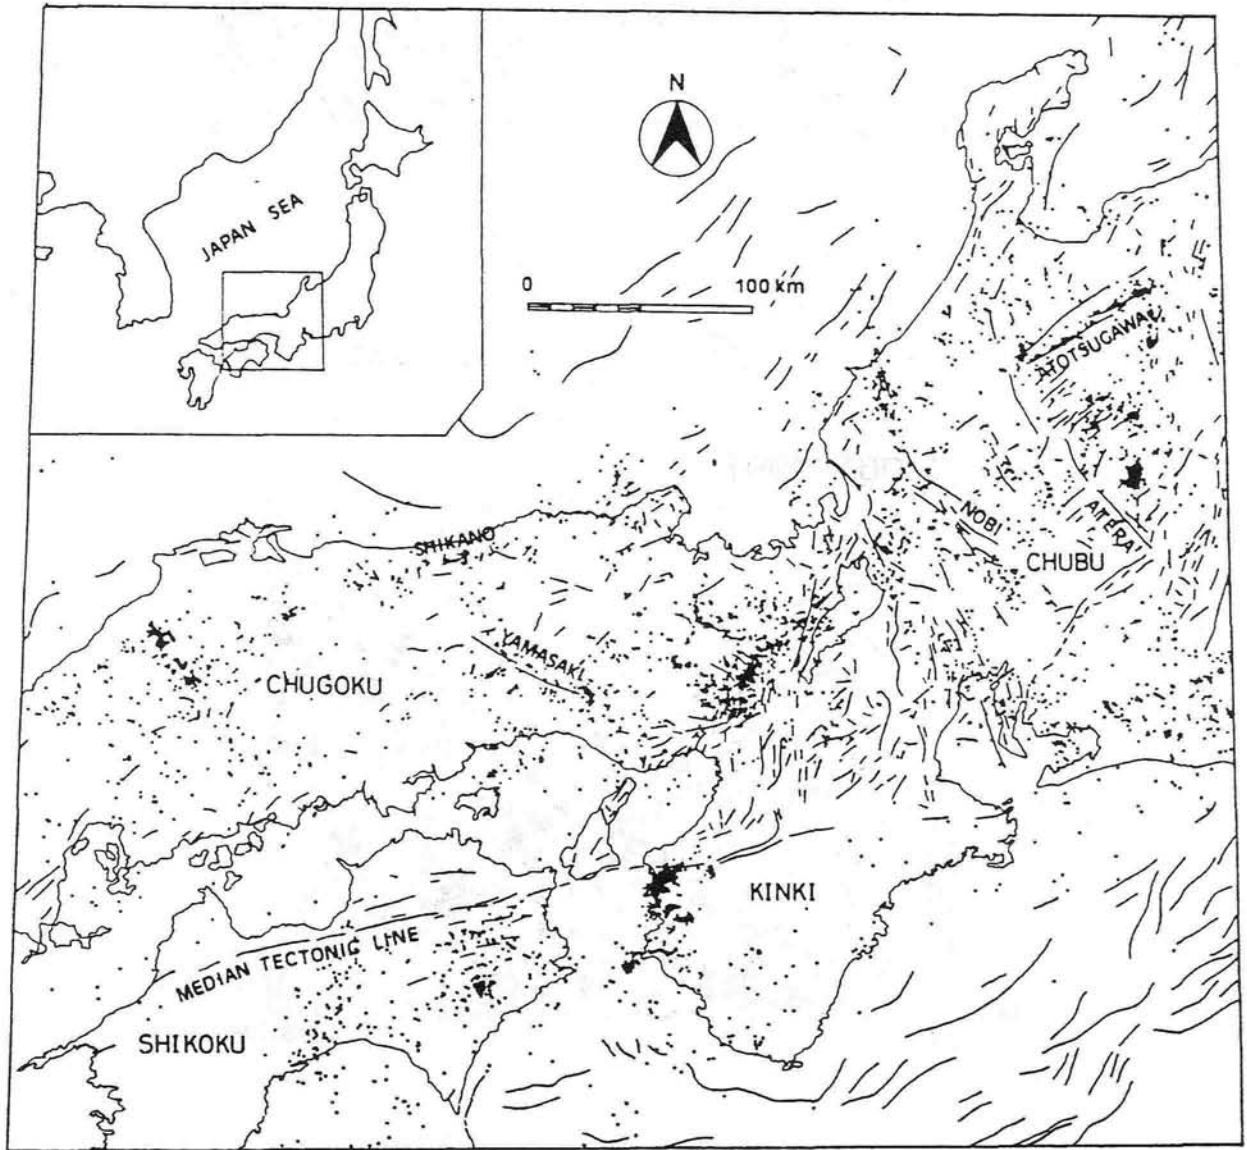 N
JAPAN SEA
0 100 km
ATOTSUGAWA
NOBI
ATERA
CHUBU
SHIKANO
YAMASAKI
CHUGOKU
KINKI
MEDIAN TECTONIC LINE
SHIKOKU